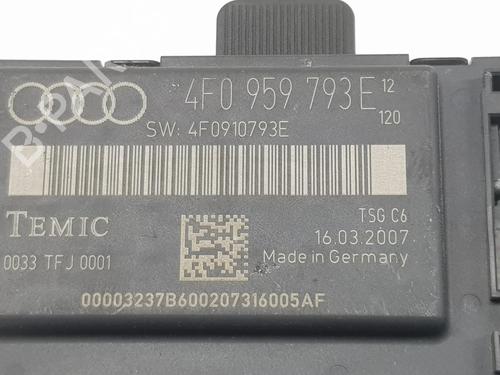 4F0 959 793E 12
120
SW: 4F0910793E
TEMIC
TSG C6
16.03.2007
0033 TFJ 0001
Made in Germany
00003237B600207316005AF
B-PARTS